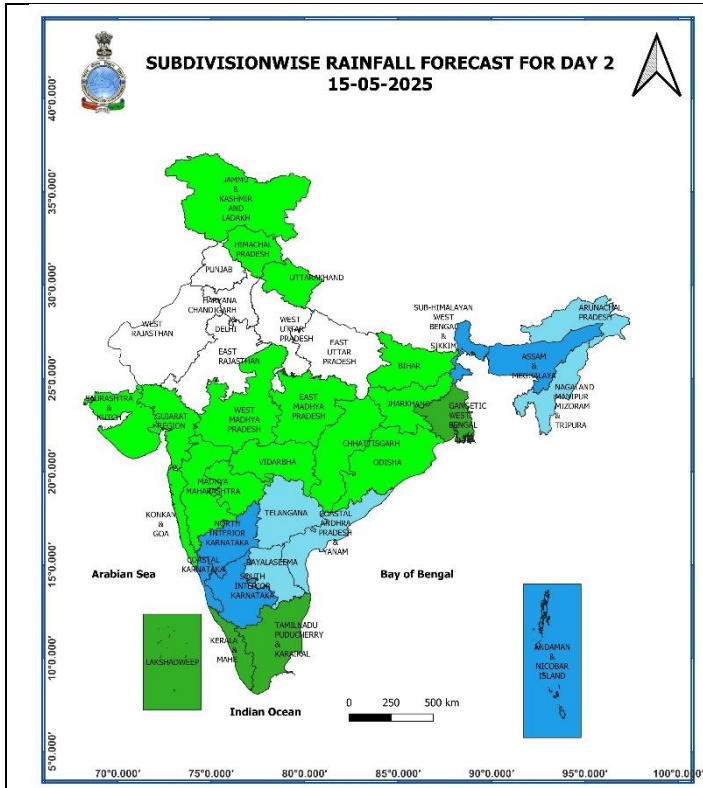 SUBDIVISIONWISE RAINFALL FORECAST FOR DAY 2
15-05-2025
40°0.000'
35°0.000'
30°0.000'
25°0.000'
20°0.000'
15°0.000'
10°0.000'
5°0.000'
JAMMU
&
KASHMIR
AND
LADAKH
HIMACHAL
PRADESH
PUNJAB
UTTARAKHAND
HARYANA
CHANDIGARH
&
DELHI
WEST
RAJASTHAN
WEST
UTTAR
PRADESH
EAST
RAJASTHAN
EAST
UTTAR
PRADESH
SUB-HIMALAYAN
WEST
BENGAL
&
SIKKIM
ARUNACHAL
PRADESH
ASSAM
&
MEGHALAYA
NAGALAND
MANIPUR
MIZORAM
&
TRIPURA
BIHAR
SAURASHTRA
&
KUTCH
GUJARAT
REGION
WEST
MADHYA
PRADESH
EAST
MADHYA
PRADESH
JHARKHAND
GANGETIC
WEST
BENGAL
CHHATTISGARH
ODISHA
VIDARBHA
MADHYA
MAHARASHTRA
KONKAN
&
GOA
TELANGANA
COASTAL
ANDHRA
PRADESH
&
YANAM
NORTH
INTERIOR
KARNATAKA
COASTAL
KARNATAKA
RAYALASEEMA
SOUTH
INTERIOR
KARNATAKA
Arabian Sea
Bay of Bengal
KERALA
&
MAHE
TAMILNADU
PUDUCHERRY
&
KARAIKAL
LAKSHADWEEP
ANDAMAN
&
NICOBAR
ISLAND
Indian Ocean
0 250 500 km
70°0.000' 75°0.000' 80°0.000' 85°0.000' 90°0.000' 95°0.000' 100°0.000'